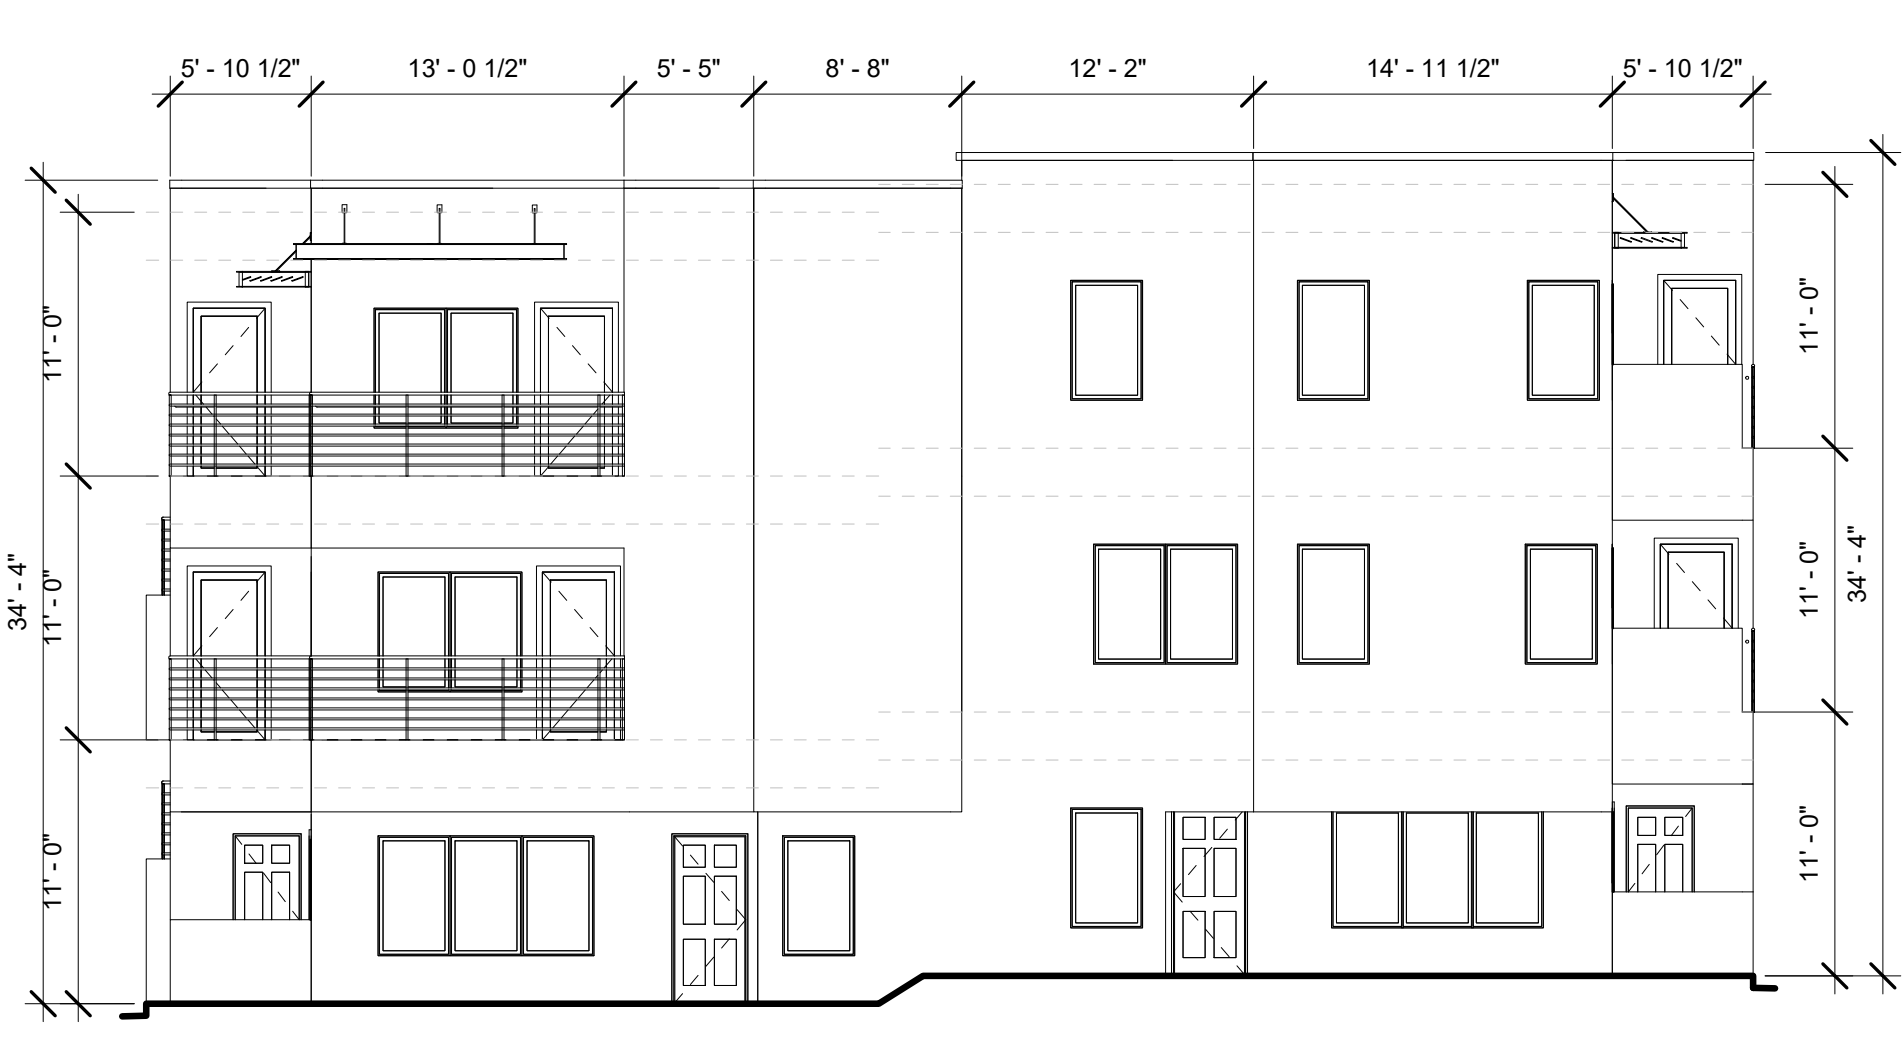 5' - 10 1/2"
13' - 0 1/2"
5' - 5"
8' - 8"
12' - 2"
14' - 11 1/2"
5' - 10 1/2"
11' - 0"
11' - 0"
34' - 4"
11' - 0"
11' - 0"
11' - 0"
34' - 4"
11' - 0"